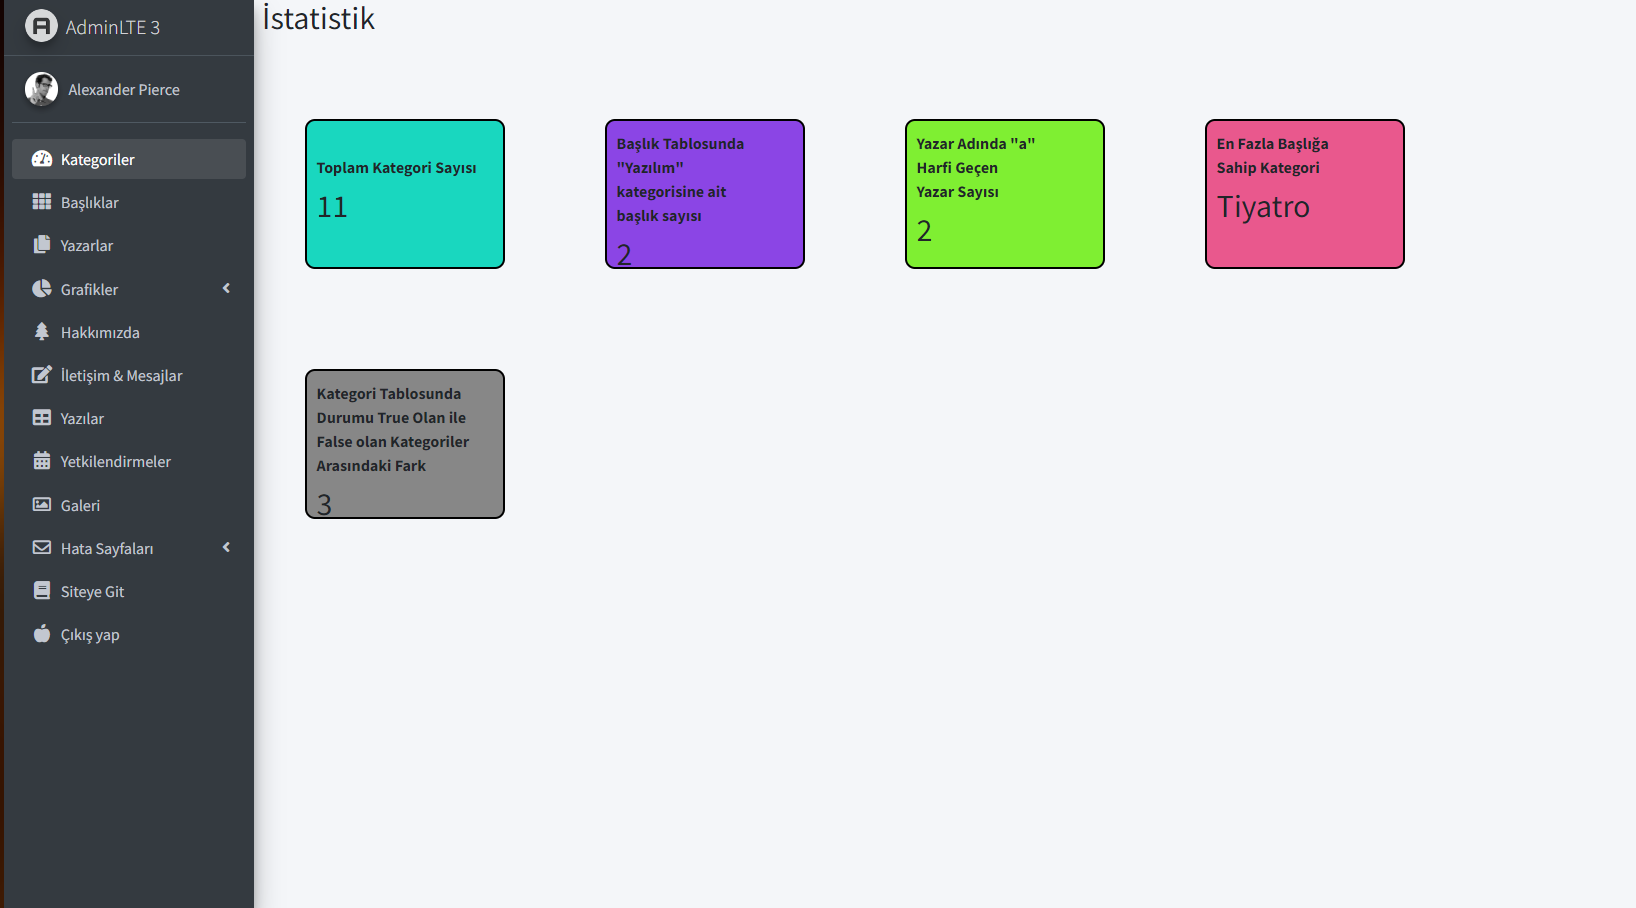 AdminLTE 3
Alexander Pierce
Kategoriler
Başlıklar
Yazarlar
Grafikler
Hakkımızda
İletişim & Mesajlar
Yazılar
Yetkilendirmeler
Galeri
Hata Sayfaları
Siteye Git
Çıkış yap
İstatistik
Toplam Kategori Sayısı
11
Başlık Tablosunda
"Yazılım"
kategorisine ait
başlık sayısı
2
Yazar Adında "a"
Harfi Geçen
Yazar Sayısı
2
En Fazla Başlığa
Sahip Kategori
Tiyatro
Kategori Tablosunda
Durumu True Olan ile
False olan Kategoriler
Arasındaki Fark
3